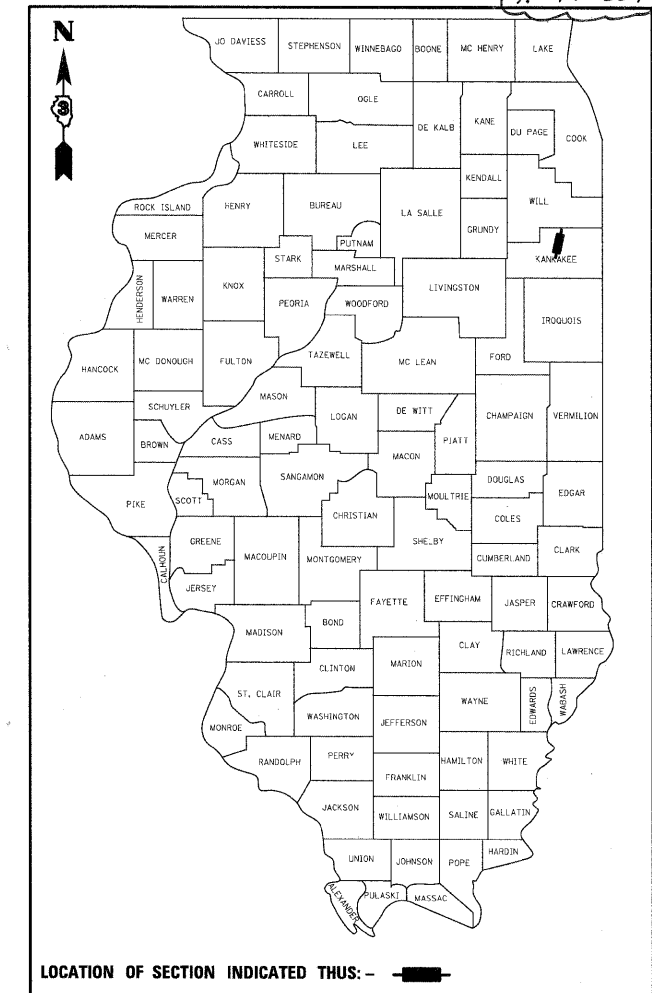 N
3
JO DAVIESS STEPHENSON WINNEBAGO BOONE MC HENRY LAKE
CARROLL OGLE DE KALB KANE DU PAGE COOK
WHITESIDE LEE
KENDALL WILL
ROCK ISLAND HENRY BUREAU LA SALLE
MERCER PUTNAM GRUNDY
STARK MARSHALL KANKAKEE
HENDERSON WARREN KNOX PEORIA WOODFORD LIVINGSTON IROQUOIS
HANCOCK MC DONOUGH FULTON TAZEWELL MC LEAN FORD
SCHUYLER MASON
ADAMS BROWN CASS MENARD LOGAN DE WITT PIATT CHAMPAIGN VERMILION
MACON
PIKE SCOTT MORGAN SANGAMON MOULTRIE DOUGLAS EDGAR
CHRISTIAN COLES
CALHOUN GREENE MACOUPIN MONTGOMERY SHELBY CUMBERLAND CLARK
JERSEY
FAYETTE EFFINGHAM JASPER CRAWFORD
MADISON BOND
CLAY RICHLAND LAWRENCE
CLINTON MARION
ST. CLAIR WAYNE EDWARDS WABASH
MONROE WASHINGTON JEFFERSON
RANDOLPH PERRY HAMILTON WHITE
FRANKLIN
JACKSON WILLIAMSON SALINE GALLATIN
UNION JOHNSON POPE HARDIN
ALEXANDER PULASKI MASSAC
LOCATION OF SECTION INDICATED THUS: -